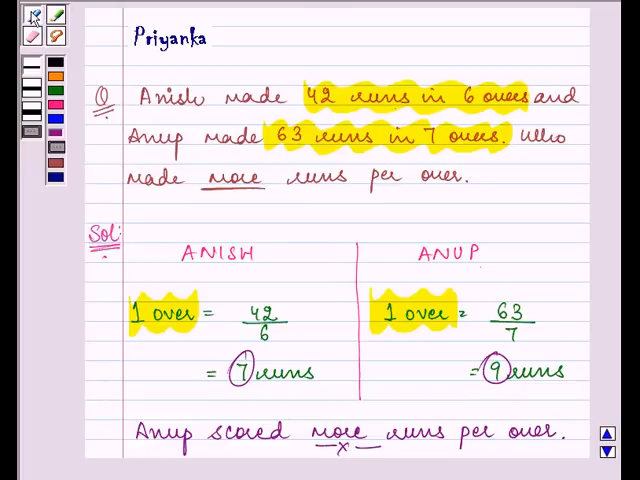 Priyanka
Q Anish made 42 runs in 6 overs and
Anup made 63 runs in 7 overs. Who
made more runs per over.
Sol:
ANISH ANUP
1 over = 42/6 1 over = 63/7
= 7 runs = 9 runs
Anup scored more runs per over.
x